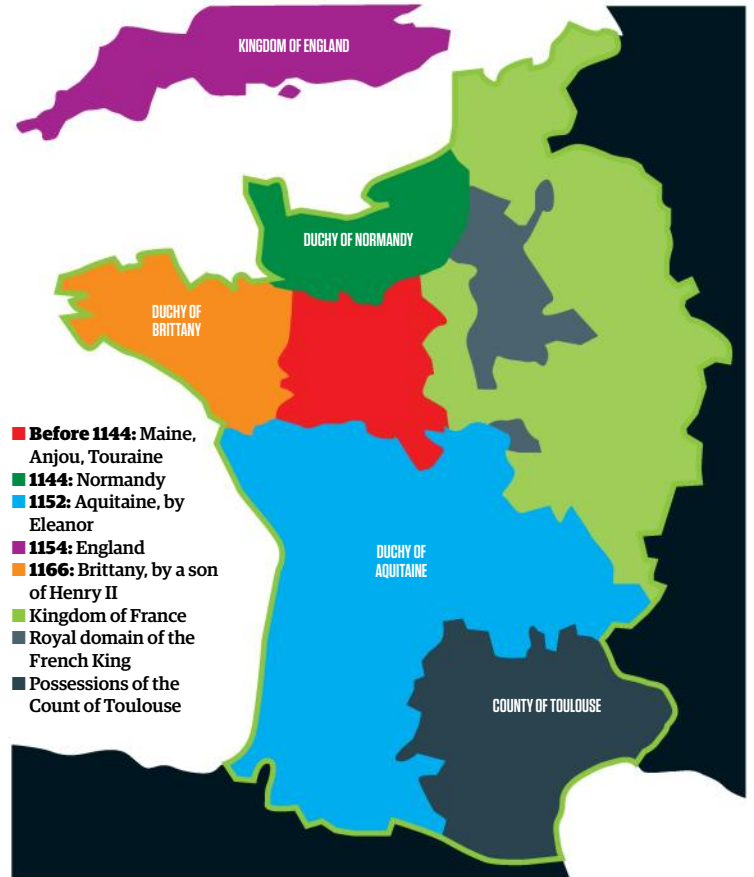 KINGDOM OF ENGLAND
DUCHY OF NORMANDY
DUCHY OF
BRITTANY
Before 1144: Maine,
Anjou, Touraine
1144: Normandy
1152: Aquitaine, by
Eleanor
1154: England
1166: Brittany, by a son
of Henry II
Kingdom of France
Royal domain of the
French King
Possessions of the
Count of Toulouse
DUCHY OF
AQUITAINE
COUNTY OF TOULOUSE